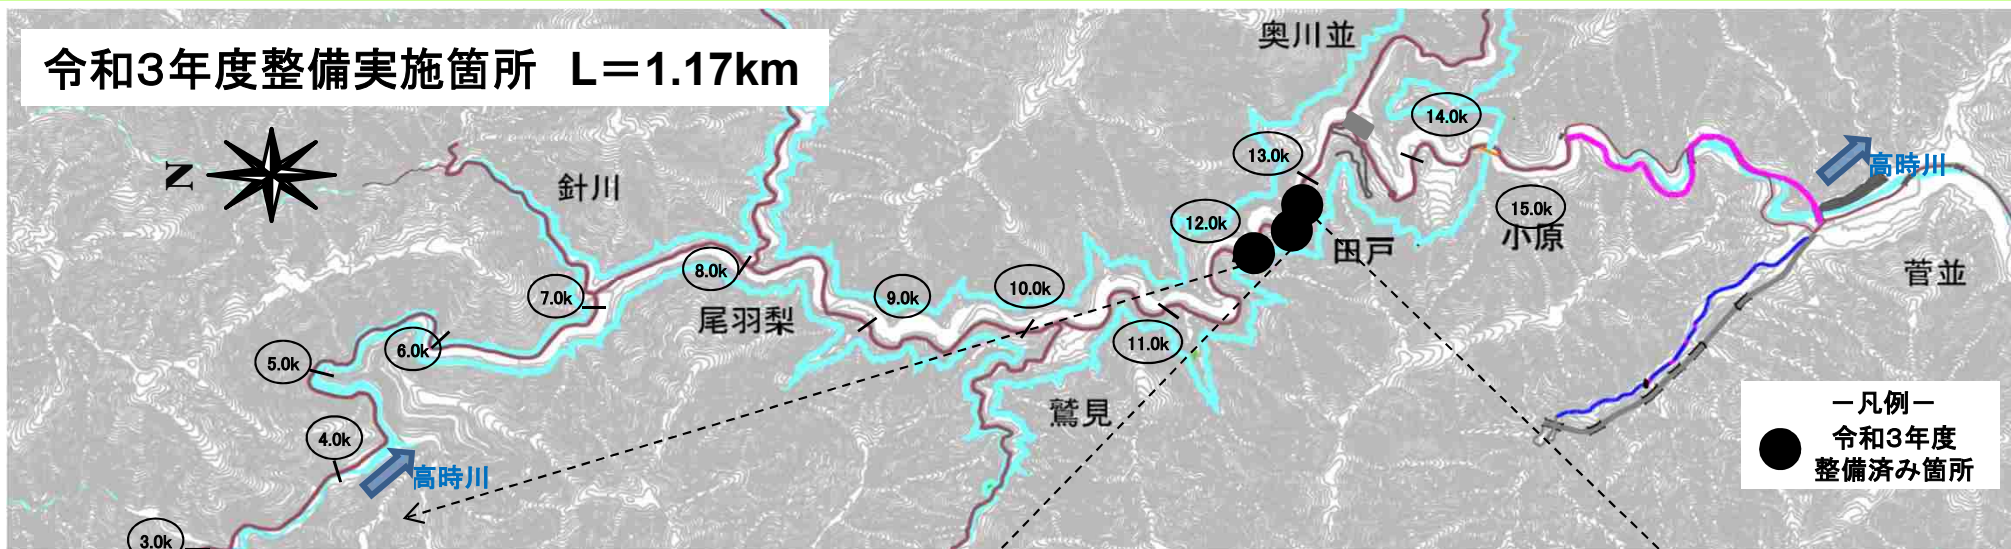 令和3年度整備実施箇所 L=1.17km
奥川並
14.0k
13.0k
高時川
N
針川
12.0k
15.0k
小原
田戸
8.0k
菅並
7.0k
9.0k
10.0k
尾羽梨
6.0k
11.0k
5.0k
鷲見
4.0k
高時川
3.0k
-凡例-
令和3年度
整備済み箇所